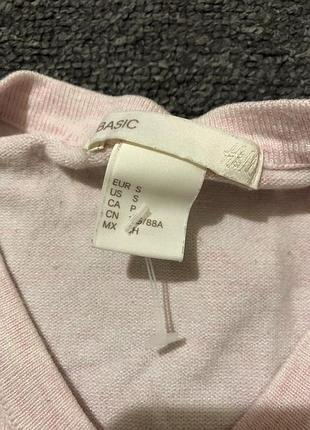 BASIC
EUR S
US S
CA P
CN /88A
MX CH